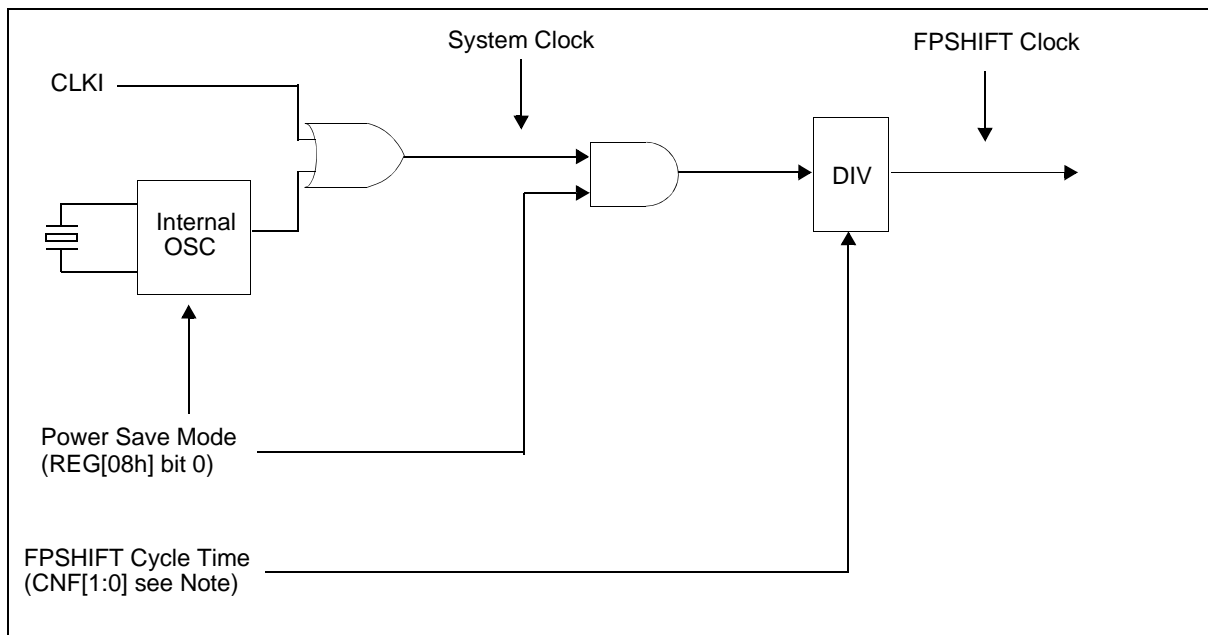 System Clock
FPSHIFT Clock
CLKI
Internal
OSC
DIV
Power Save Mode
(REG[08h] bit 0)
FPSHIFT Cycle Time
(CNF[1:0] see Note)